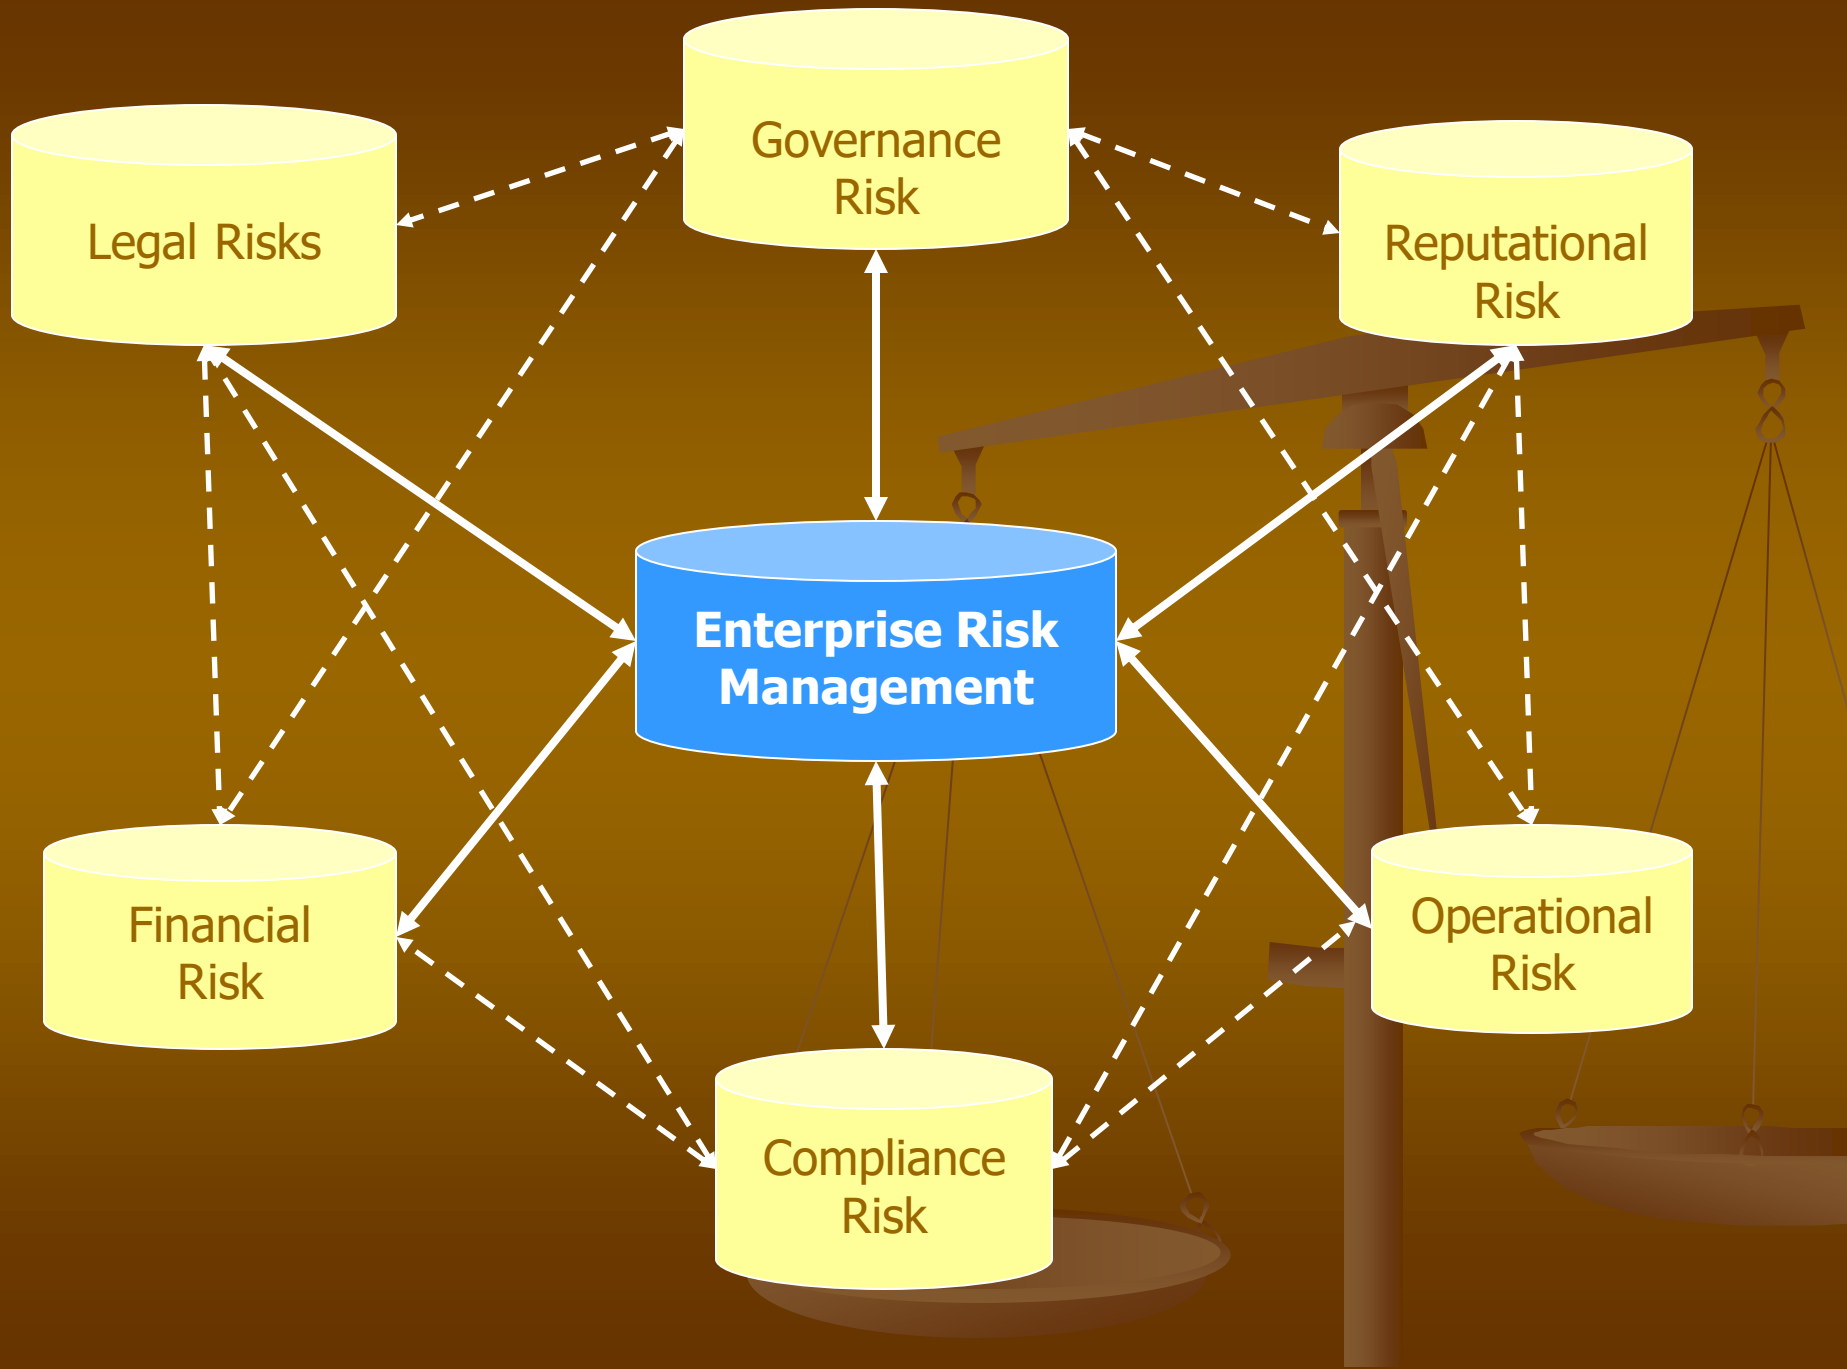 Governance
Risk
Legal Risks
Reputational
Risk
Enterprise Risk
Management
Financial
Risk
Operational
Risk
Compliance
Risk